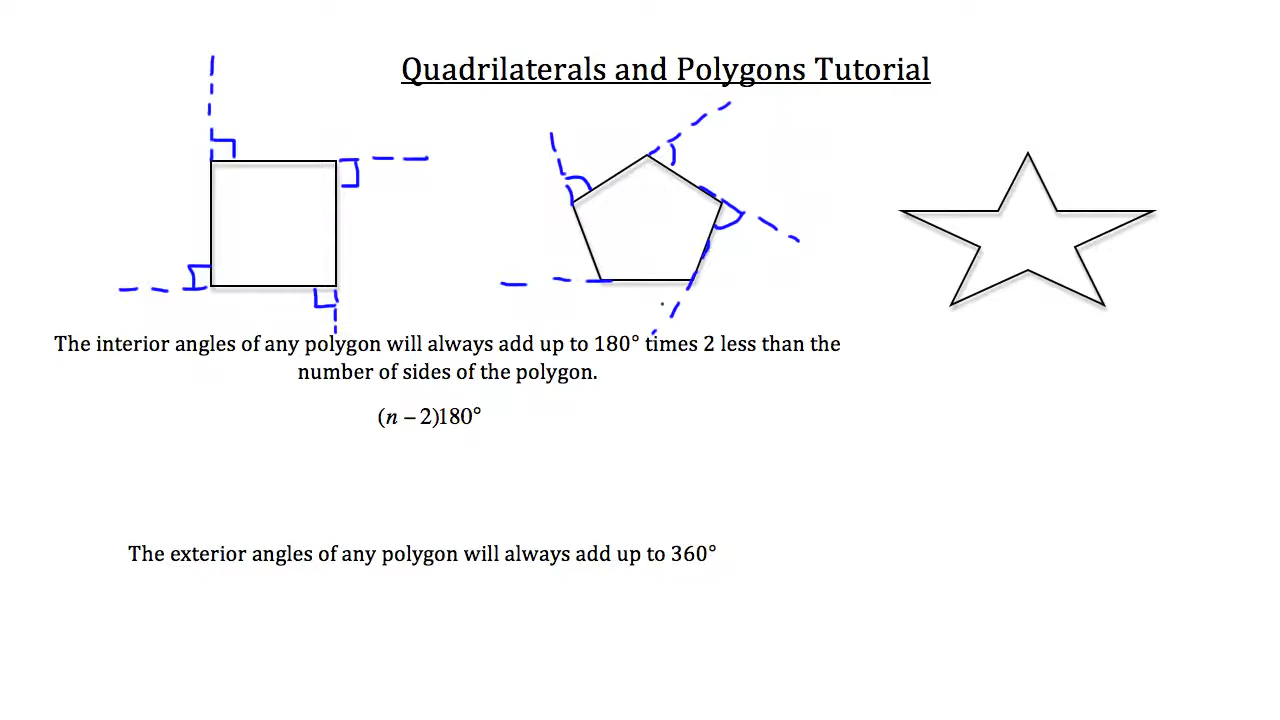 Quadrilaterals and Polygons Tutorial
The interior angles of any polygon will always add up to 180° times 2 less than the
number of sides of the polygon.
(n – 2)180°
The exterior angles of any polygon will always add up to 360°